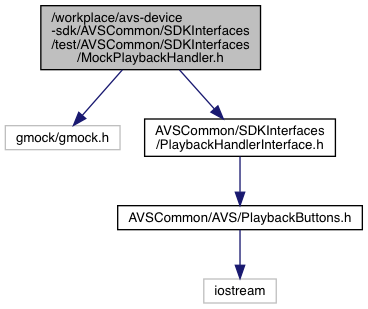 /workplace/avs-device
-sdk/AVSCommon/SDKInterfaces
/test/AVSCommon/SDKInterfaces
/MockPlaybackHandler.h
gmock/gmock.h
AVSCommon/SDKInterfaces
/PlaybackHandlerInterface.h
AVSCommon/AVS/PlaybackButtons.h
iostream